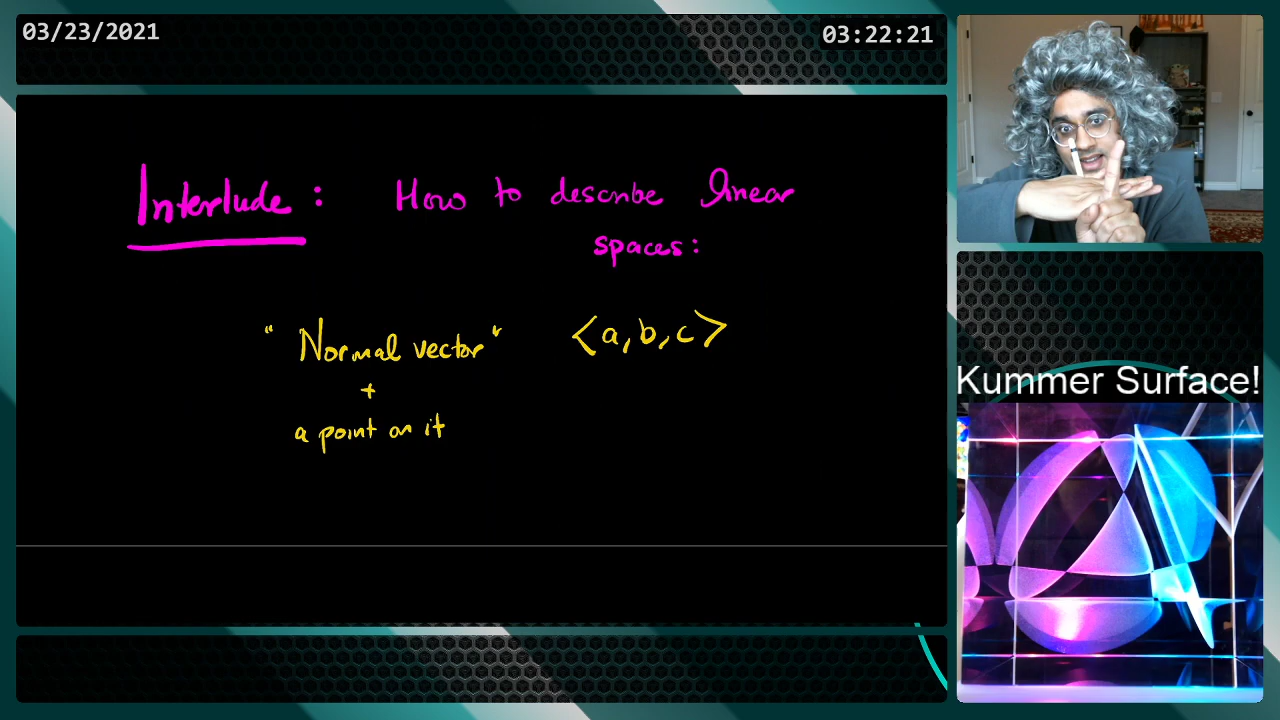 03/23/2021
03:22:21
Interlude: How to describe linear
spaces:
"Normal vector" <a, b, c>
+
a point on it
Kummer Surface!